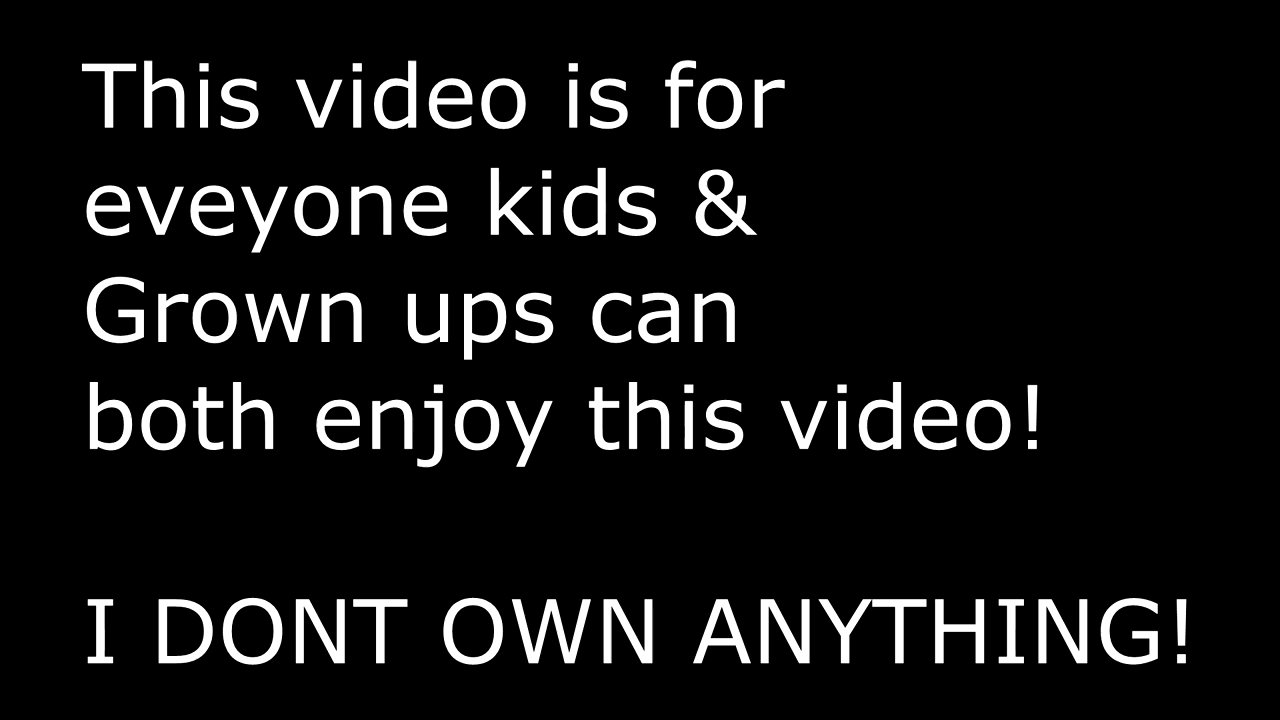 This video is for
eveyone kids &
Grown ups can
both enjoy this video!
I DONT OWN ANYTHING!